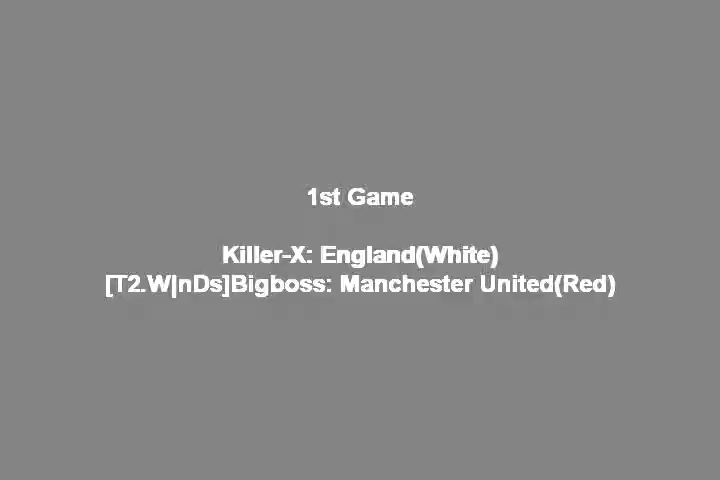 1st Game
Killer-X: England(White)
[T2.W|nDs]Bigboss: Manchester United(Red)